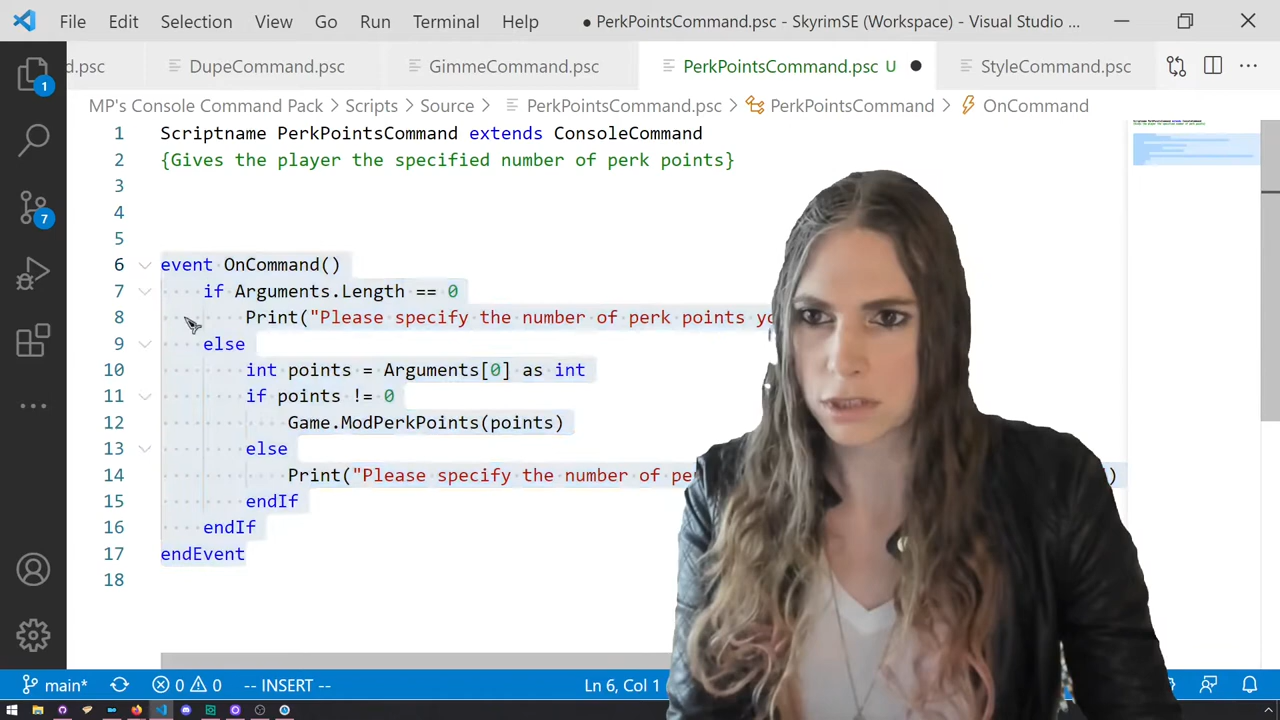 File Edit Selection View Go Run Terminal Help ● PerkPointsCommand.psc - SkyrimSE (Workspace) - Visual Studio ...
d.psc DupeCommand.psc GimmeCommand.psc PerkPointsCommand.psc U ● StyleCommand.psc
MP's Console Command Pack > Scripts > Source > PerkPointsCommand.psc > PerkPointsCommand > OnCommand
1 Scriptname PerkPointsCommand extends ConsoleCommand
2 {Gives the player the specified number of perk points}
3
4
5
6 event OnCommand()
7 if Arguments.Length == 0
8 Print("Please specify the number of perk points
9 else
10 int points = Arguments[0] as int
11 if points != 0
12 Game.ModPerkPoints(points)
13 else
14 Print("Please specify the number of )
15 endIf
16 endIf
17 endEvent
18
1
7
main* 0 0 -- INSERT -- Ln 6, Col 1